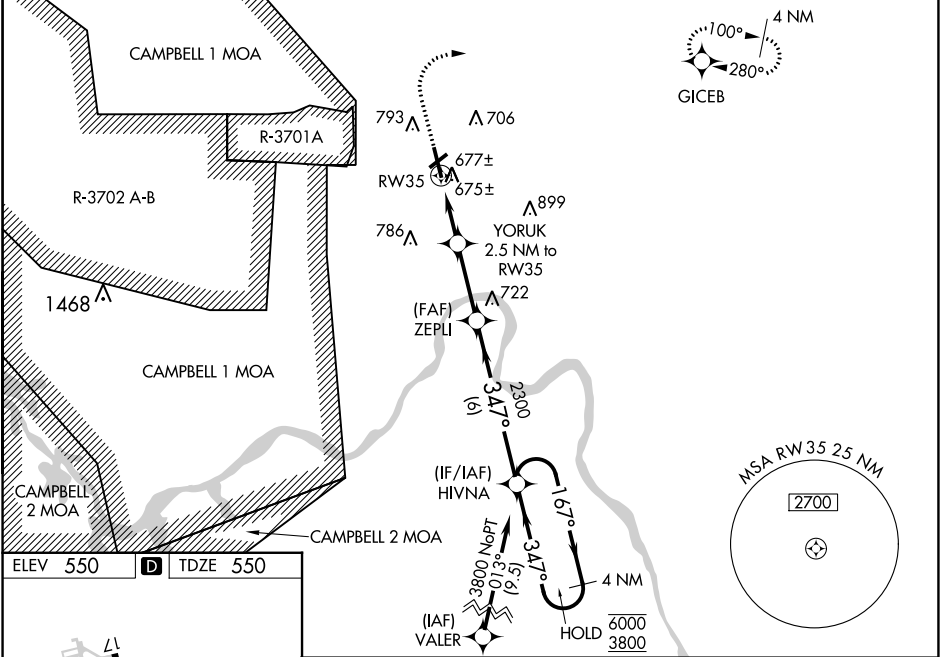 CAMPBELL 1 MOA
4 NM
100°
280°
GICEB
793
706
R-3701A
677±
RW35
675±
R-3702 A-B
899
786
YORUK
2.5 NM to
RW35
1468
722
(FAF)
ZEPLI
CAMPBELL 1 MOA
2300
347°
(6)
MSA RW35 25 NM
2700
(IF/IAF)
HIVNA
167°
CAMPBELL
2 MOA
CAMPBELL 2 MOA
3800 NoPT
013°
(9.5)
347°
4 NM
ELEV 550 D TDZE 550
(IAF)
VALER
HOLD
6000
3800
17